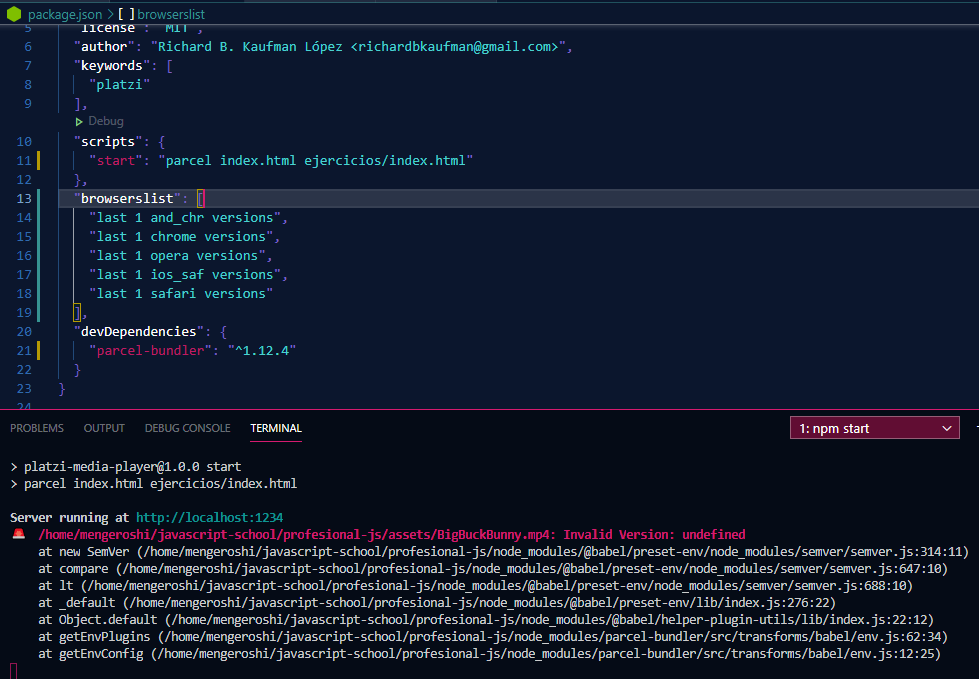 package.json > [ ] browserslist
5 "license": "MIT",
6 "author": "Richard B. Kaufman López <richardbkaufman@gmail.com>",
7 "keywords": [
8 "platzi"
9 ],
Debug
10 "scripts": {
11 "start": "parcel index.html ejercicios/index.html"
12 },
13 "browserslist": [
14 "last 1 and_chr versions",
15 "last 1 chrome versions",
16 "last 1 opera versions",
17 "last 1 ios_saf versions",
18 "last 1 safari versions"
19 ],
20 "devDependencies": {
21 "parcel-bundler": "^1.12.4"
22 }
23 }
24
PROBLEMS OUTPUT DEBUG CONSOLE TERMINAL 1: npm start
> platzi-media-player@1.0.0 start
> parcel index.html ejercicios/index.html
Server running at http://localhost:1234
🚨 /home/mengeroshi/javascript-school/profesional-js/assets/BigBuckBunny.mp4: Invalid Version: undefined
at new SemVer (/home/mengeroshi/javascript-school/profesional-js/node_modules/@babel/preset-env/node_modules/semver/semver.js:314:11)
at compare (/home/mengeroshi/javascript-school/profesional-js/node_modules/@babel/preset-env/node_modules/semver/semver.js:647:10)
at lt (/home/mengeroshi/javascript-school/profesional-js/node_modules/@babel/preset-env/node_modules/semver/semver.js:688:10)
at _default (/home/mengeroshi/javascript-school/profesional-js/node_modules/@babel/preset-env/lib/index.js:276:22)
at Object.default (/home/mengeroshi/javascript-school/profesional-js/node_modules/@babel/helper-plugin-utils/lib/index.js:22:12)
at getEnvPlugins (/home/mengeroshi/javascript-school/profesional-js/node_modules/parcel-bundler/src/transforms/babel/env.js:62:34)
at getEnvConfig (/home/mengeroshi/javascript-school/profesional-js/node_modules/parcel-bundler/src/transforms/babel/env.js:12:25)